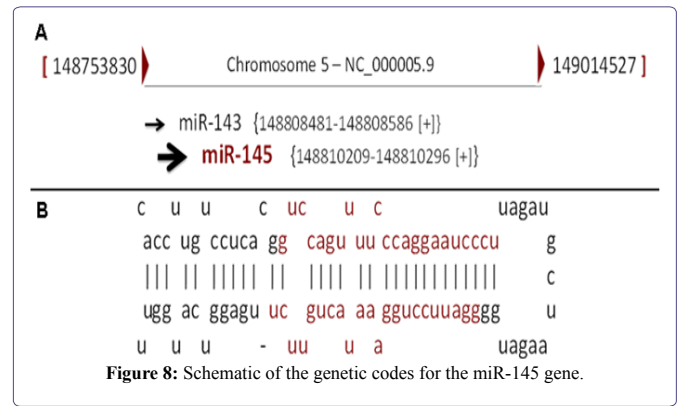 A
[ 148753830 Chromosome 5 – NC_000005.9 149014527 ]
miR-143 {148808481-148808586 [+]}
miR-145 {148810209-148810296 [+]}
B c u u c uc u c uagau
acc ug ccuca gg cagu uu ccaggaaucccu g
||| || ||||| || |||| || |||||||||||| c
ugg ac ggagu uc guca aa gguccuuagggg u
u u u - uu u a uagaa
Figure 8: Schematic of the genetic codes for the miR-145 gene.